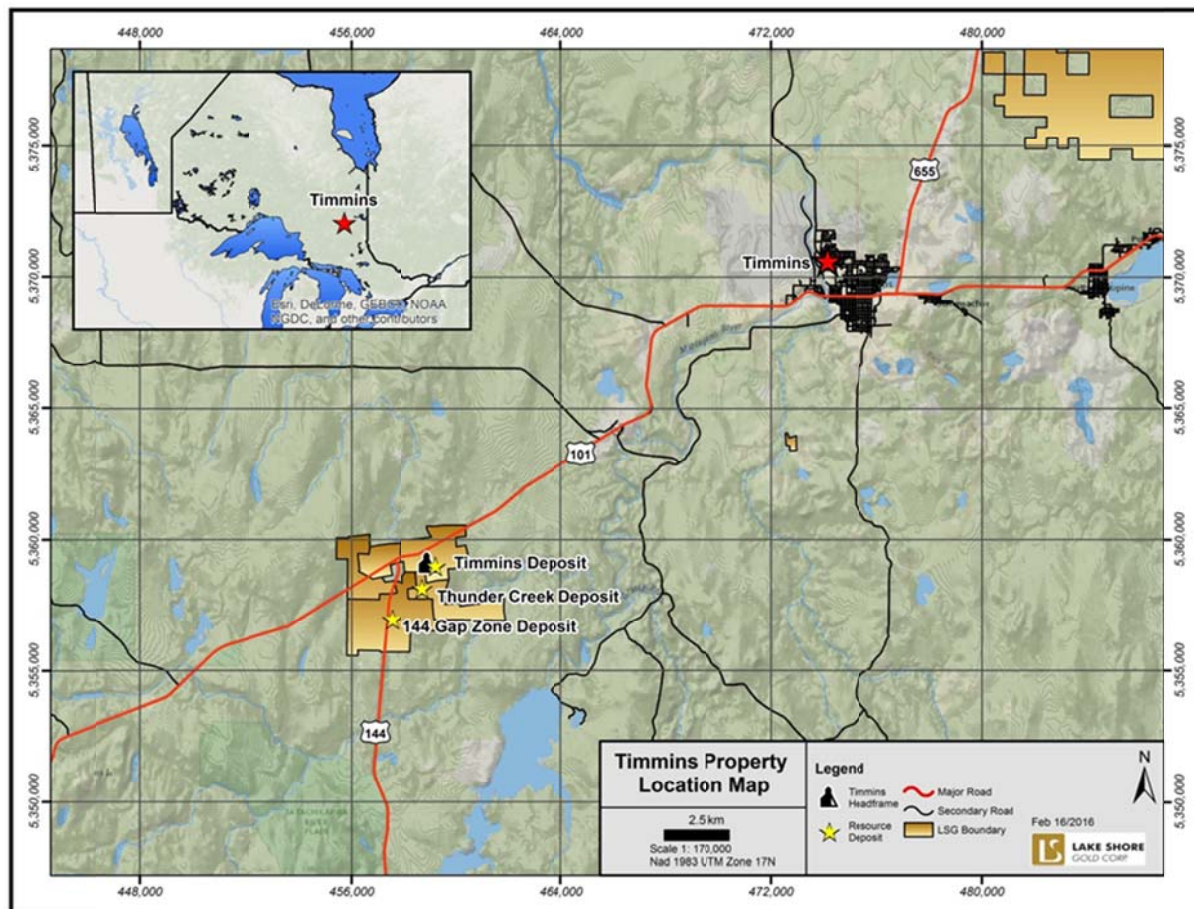 448,000
456,000
464,000
472,000
480,000
5,375,000
5,370,000
5,365,000
5,360,000
5,355,000
5,350,000
5,375,000
5,370,000
5,365,000
5,360,000
5,355,000
5,350,000
Timmins
Esri, DeLorme, GEBCO, NOAA
NGDC, and other contributors
655
Timmins
River
101
Timmins Deposit
Thunder Creek Deposit
144 Gap Zone Deposit
144
RIVER
Timmins Property
Location Map
2.5 km
Scale 1: 170,000
Nad 1983 UTM Zone 17N
Legend
Timmins
Headframe
Resource
Deposit
Major Road
Secondary Road
LSG Boundary
N
Feb 16/2016
LS
LAKE SHORE
GOLD CORP
448,000
456,000
464,000
472,000
480,000